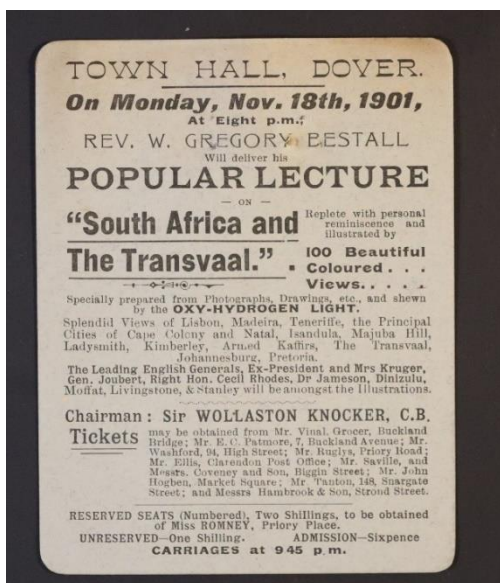 TOWN HALL, DOVER.
On Monday, Nov. 18th, 1901,
At Eight p.m.,
REV. W. GREGORY BESTALL
Will deliver his
POPULAR LECTURE
— ON —
"South Africa and
The Transvaal." .
Replete with personal
reminiscence and
illustrated by
100 Beautiful
Coloured . . .
Views. . . . .
Specially prepared from Photographs, Drawings, etc., and shewn
by the OXY-HYDROGEN LIGHT.
Splendid Views of Lisbon, Madeira, Teneriffe, the Principal
Cities of Cape Colony and Natal, Isandula, Majuba Hill,
Ladysmith, Kimberley, Armed Kaffirs, The Transvaal,
Johannesburg, Pretoria.
The Leading English Generals, Ex-President and Mrs Kruger,
Gen. Joubert, Right Hon. Cecil Rhodes, Dr Jameson, Dinizulu,
Moffat, Livingstone, & Stanley will be amongst the Illustrations.
Chairman : Sir WOLLASTON KNOCKER, C.B.
Tickets
may be obtained from Mr. Vinal, Grocer, Buckland
Bridge; Mr. E. C. Patmore, 7, Buckland Avenue; Mr.
Washford, 94, High Street; Mr. Ruglys, Priory Road;
Mr. Ellis, Clarendon Post Office; Mr. Saville, and
Messrs. Coveney and Son, Biggin Street; Mr. John
Hogben, Market Square; Mr. Tanton, 148, Snargate
Street; and Messrs Hambrook & Son, Strond Street.
RESERVED SEATS (Numbered), Two Shillings, to be obtained
of Miss ROMNEY, Priory Place.
UNRESERVED—One Shilling. ADMISSION—Sixpence
CARRIAGES at 9 45 p.m.